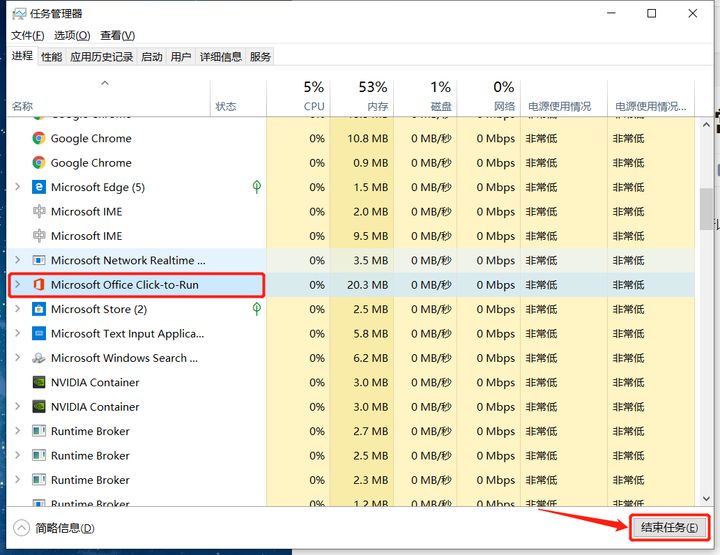 任务管理器
文件(F) 选项(O) 查看(V)
进程 性能 应用历史记录 启动 用户 详细信息 服务
5% 53% 1% 0%
名称 状态 CPU 内存 磁盘 网络 电源使用情况 电源使用情况...
Google Chrome
Google Chrome 0% 10.8 MB 0 MB/秒 0 Mbps 非常低 非常低
Google Chrome 0% 0.9 MB 0 MB/秒 0 Mbps 非常低 非常低
Microsoft Edge (5) 0% 1.5 MB 0 MB/秒 0 Mbps 非常低 非常低
Microsoft IME 0% 2.0 MB 0 MB/秒 0 Mbps 非常低 非常低
Microsoft IME 0% 9.5 MB 0 MB/秒 0 Mbps 非常低 非常低
Microsoft Network Realtime ... 0% 3.5 MB 0 MB/秒 0 Mbps 非常低 非常低
Microsoft Office Click-to-Run 0% 20.3 MB 0 MB/秒 0 Mbps 非常低 非常低
Microsoft Store (2) 0% 2.5 MB 0 MB/秒 0 Mbps 非常低 非常低
Microsoft Text Input Applica... 0% 5.8 MB 0 MB/秒 0 Mbps 非常低 非常低
Microsoft Windows Search ... 0% 6.2 MB 0 MB/秒 0 Mbps 非常低 非常低
NVIDIA Container 0% 3.0 MB 0 MB/秒 0 Mbps 非常低 非常低
NVIDIA Container 0% 3.0 MB 0 MB/秒 0 Mbps 非常低 非常低
Runtime Broker 0% 2.7 MB 0 MB/秒 0 Mbps 非常低 非常低
Runtime Broker 0% 2.5 MB 0 MB/秒 0 Mbps 非常低 非常低
Runtime Broker 0% 2.3 MB 0 MB/秒 0 Mbps 非常低 非常低
Runtime Broker 0% 1.2 MB 0 MB/秒 0 Mbps 非常低 非常低
简略信息(D) 结束任务(E)